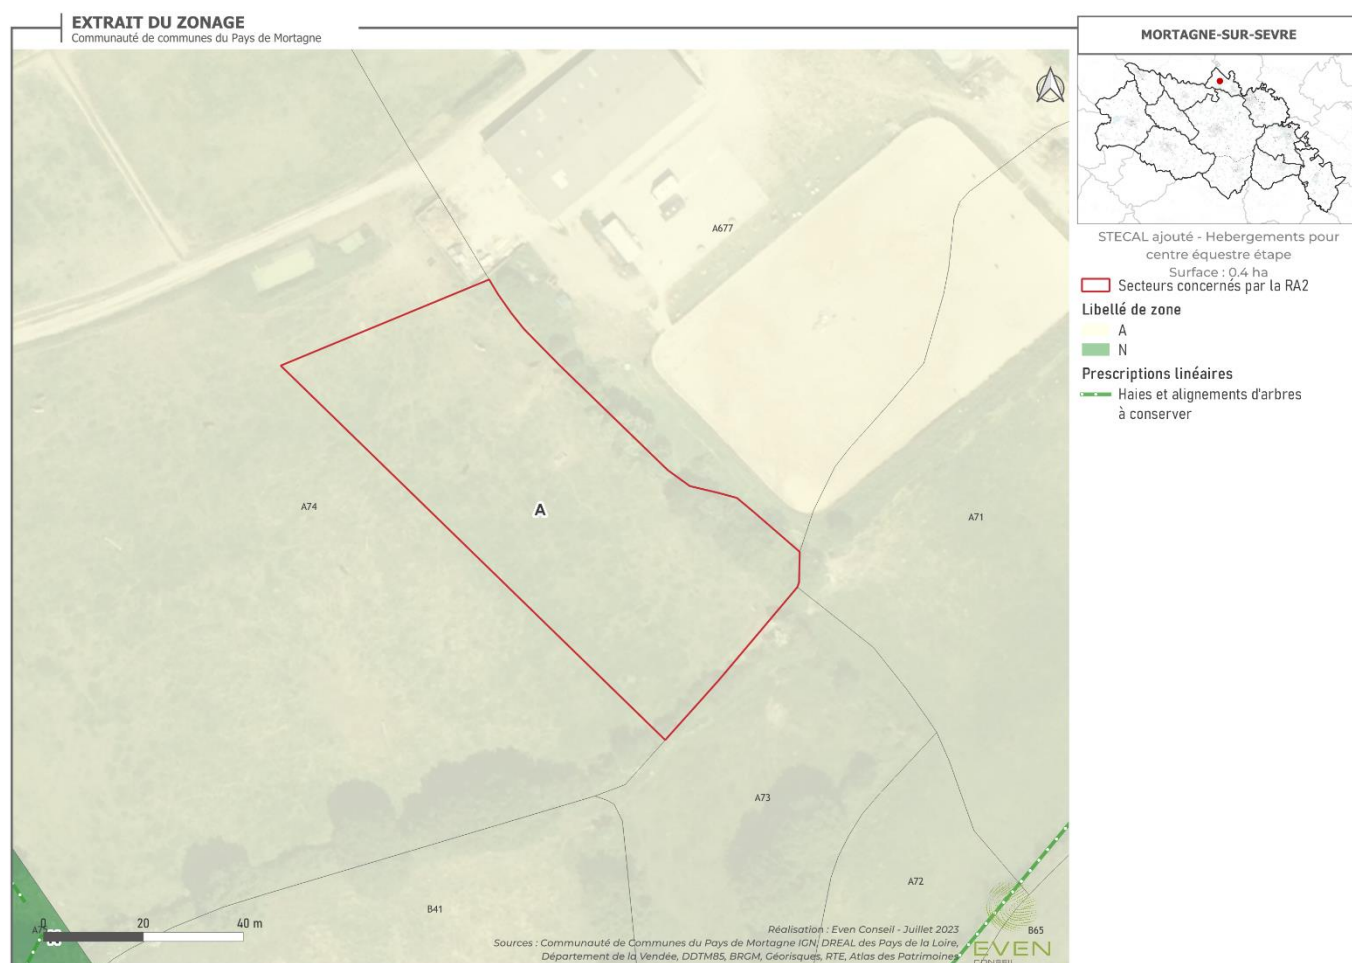 EXTRAIT DU ZONAGE
Communauté de communes du Pays de Mortagne
MORTAGNE-SUR-SEVRE
STECAL ajouté - Hebergements pour
centre équestre étape
Surface : 0.4 ha
Secteurs concernés par la RA2
Libellé de zone
A
N
Prescriptions linéaires
Haies et alignements d'arbres
à conserver
A677
A74
A
A71
A73
A72
B41
B65
0 20 40 m
Réalisation : Even Conseil - Juillet 2023
Sources : Communauté de Communes du Pays de Mortagne IGN, DREAL des Pays de la Loire,
Département de la Vendée, DDTM85, BRGM, Géorisques, RTE, Atlas des Patrimoines
EVEN
CONSEIL